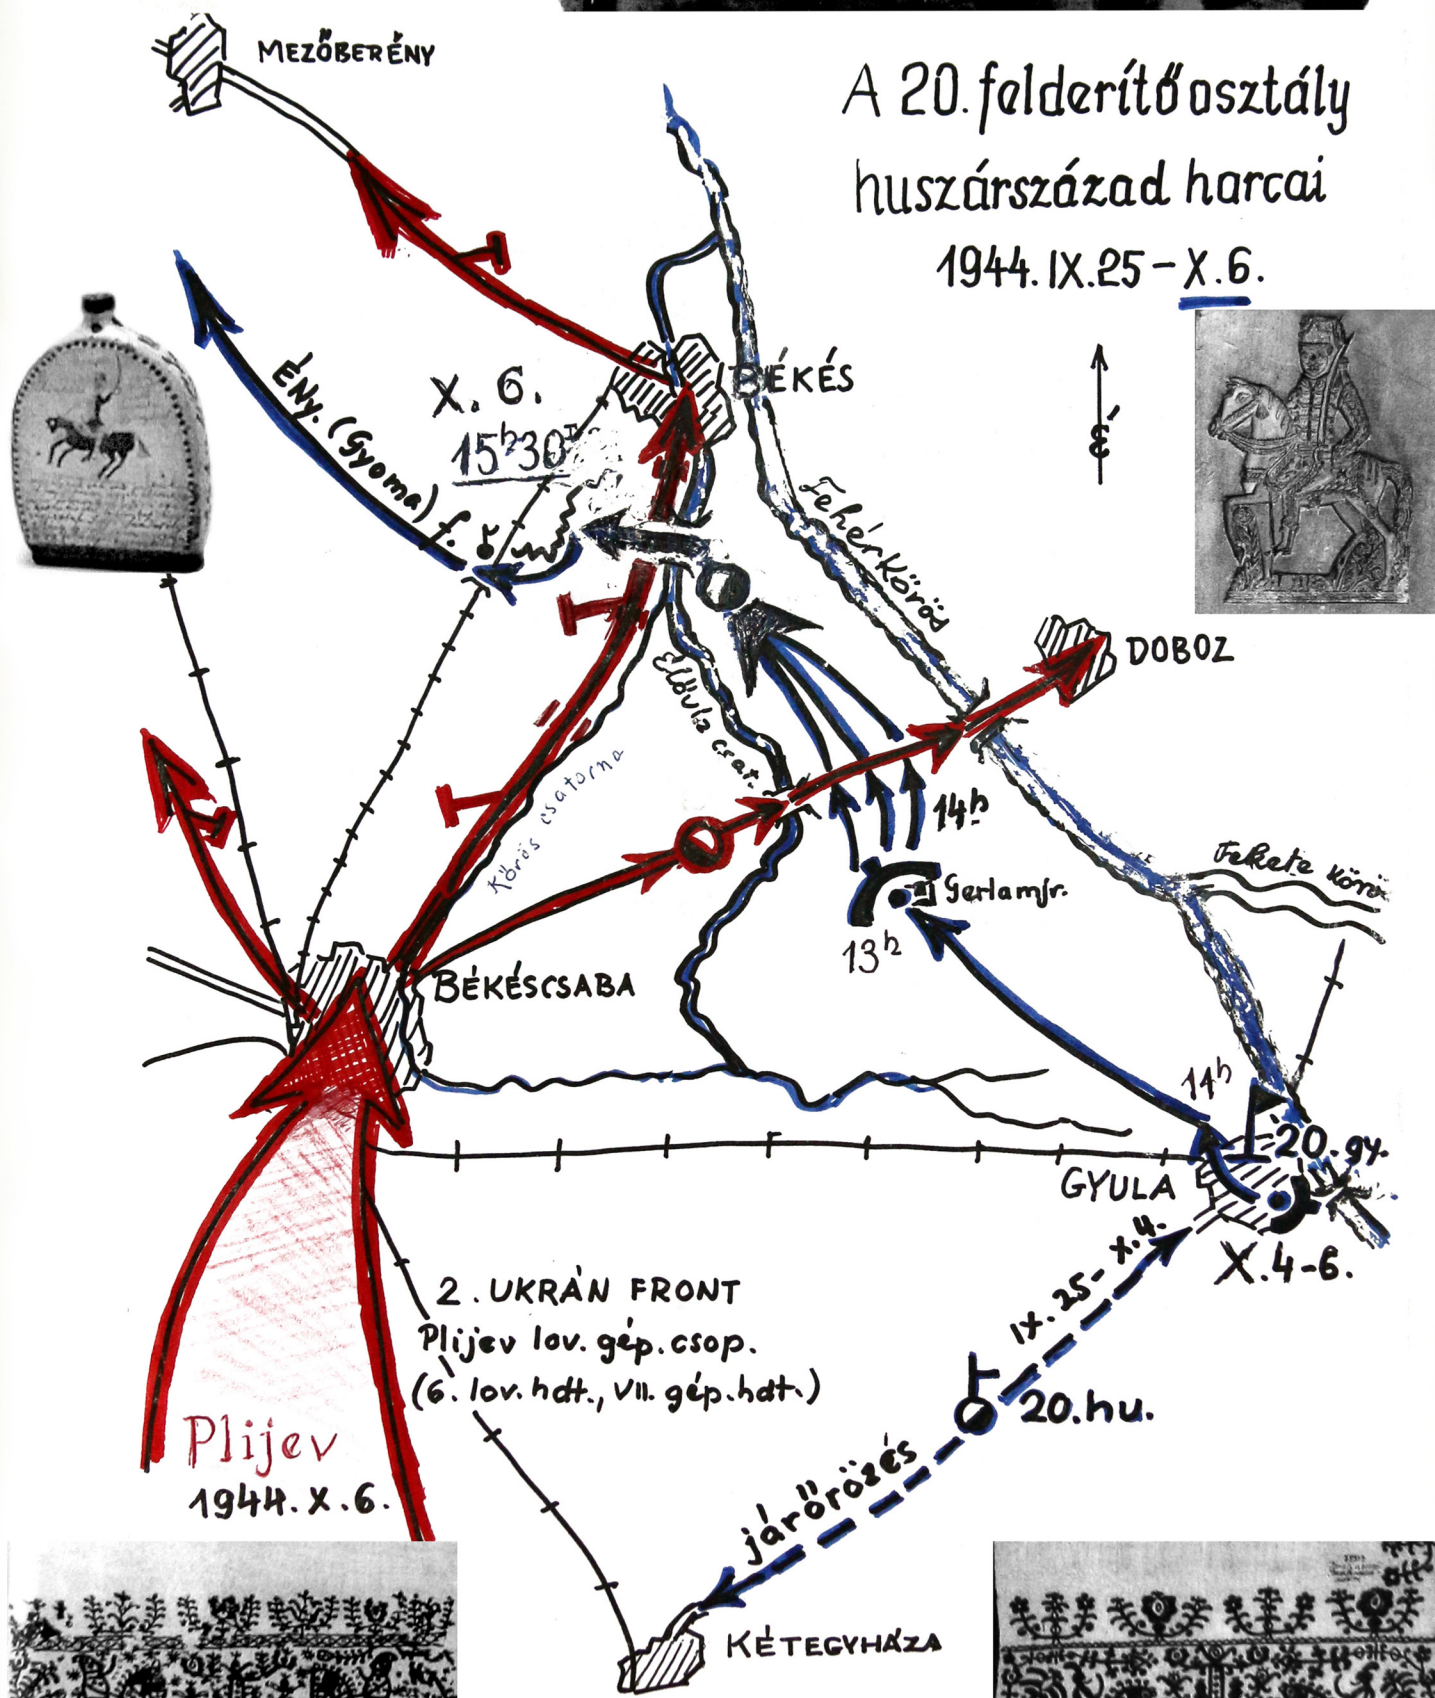 MEZŐBERÉNY
A 20. felderítő osztály
huszárszázad harcai
1944. IX. 25 - X. 6.
BÉKÉS
X. 6.
15ʰ30
ÉNy. (Gyoma) f.
É
Fehér Körös
DOBOZ
Élővíz csat.
Körös csatorna
14ʰ
Gerlamjr.
13ʰ
Fekete Körö
BÉKÉSCSABA
14ʰ
20. gy.
GYULA
X. 4-6.
IX. 25 - X. 4.
2. UKRÁN FRONT
Plijev lov. gép. csop.
(6. lov. hdt., VII. gép. hdt.)
20. hu.
Plijev
1944. X. 6.
járőrözés
KÉTEGYHÁZA